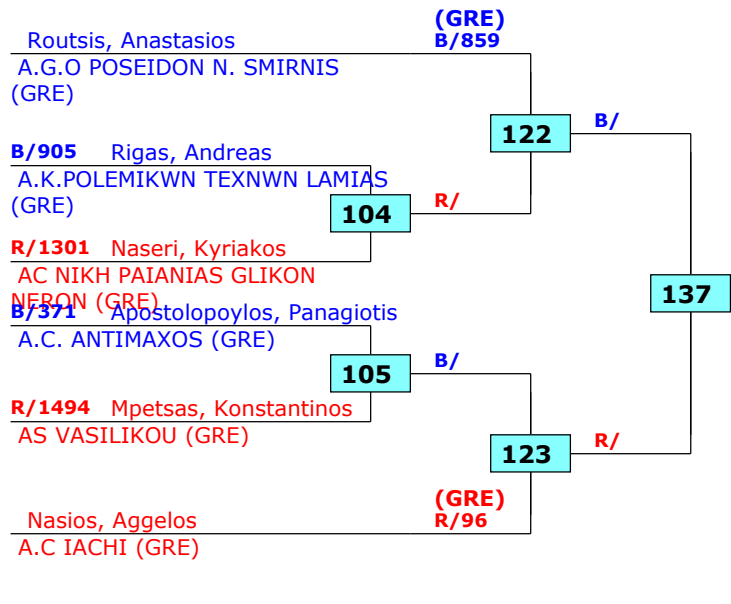 (GRE)
Routsis, Anastasios B/859
A.G.O POSEIDON N. SMIRNIS
(GRE)
122 B/
B/905 Rigas, Andreas
A.K.POLEMIKWN TEXNWN LAMIAS
(GRE)
104 R/
R/1301 Naseri, Kyriakos
AC NIKH PAIANIAS GLIKON
NERON (GRE)
137
B/371 Apostolopoylos, Panagiotis
A.C. ANTIMAXOS (GRE)
105 B/
R/1494 Mpetsas, Konstantinos
AS VASILIKOU (GRE)
123 R/
(GRE)
Nasios, Aggelos R/96
A.C IACHI (GRE)